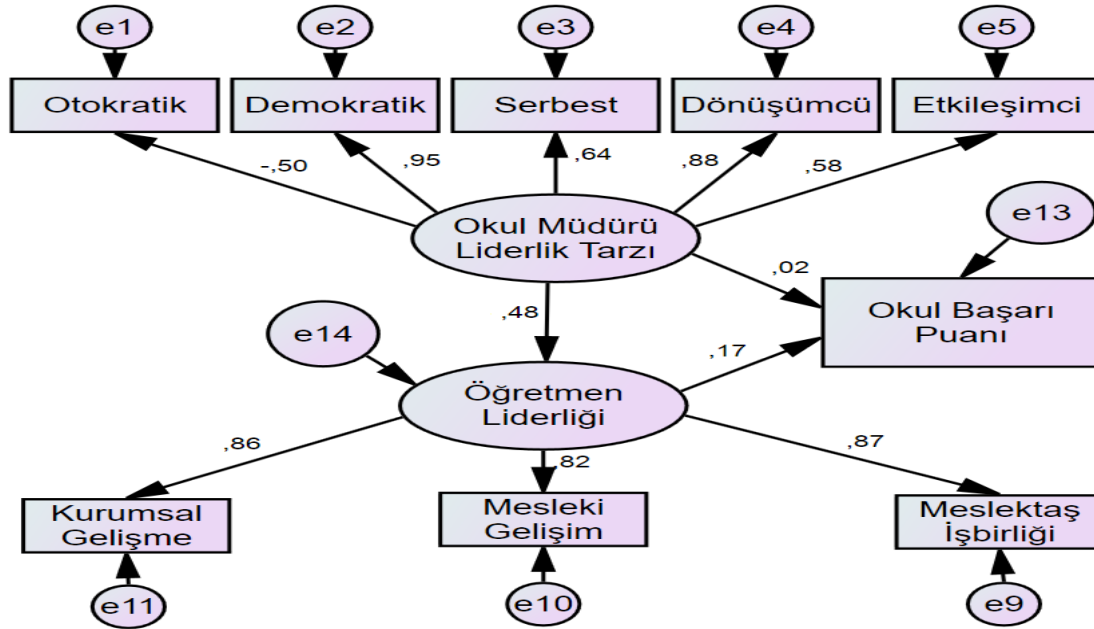 e1
e2
e3
e4
e5
Otokratik
Demokratik
Serbest
Dönüşümcü
Etkileşimci
-,50
,95
,64
,88
,58
Okul Müdürü
Liderlik Tarzı
e13
,02
Okul Başarı
Puanı
,48
e14
,17
Öğretmen
Liderliği
,86
,82
,87
Kurumsal
Gelişme
Mesleki
Gelişim
Meslektaş
İşbirliği
e11
e10
e9